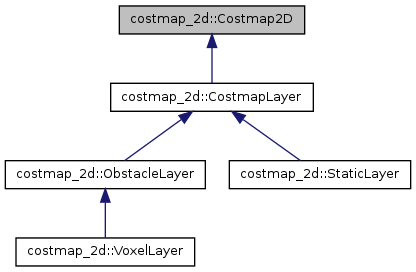 costmap_2d::Costmap2D
costmap_2d::CostmapLayer
costmap_2d::ObstacleLayer
costmap_2d::StaticLayer
costmap_2d::VoxelLayer